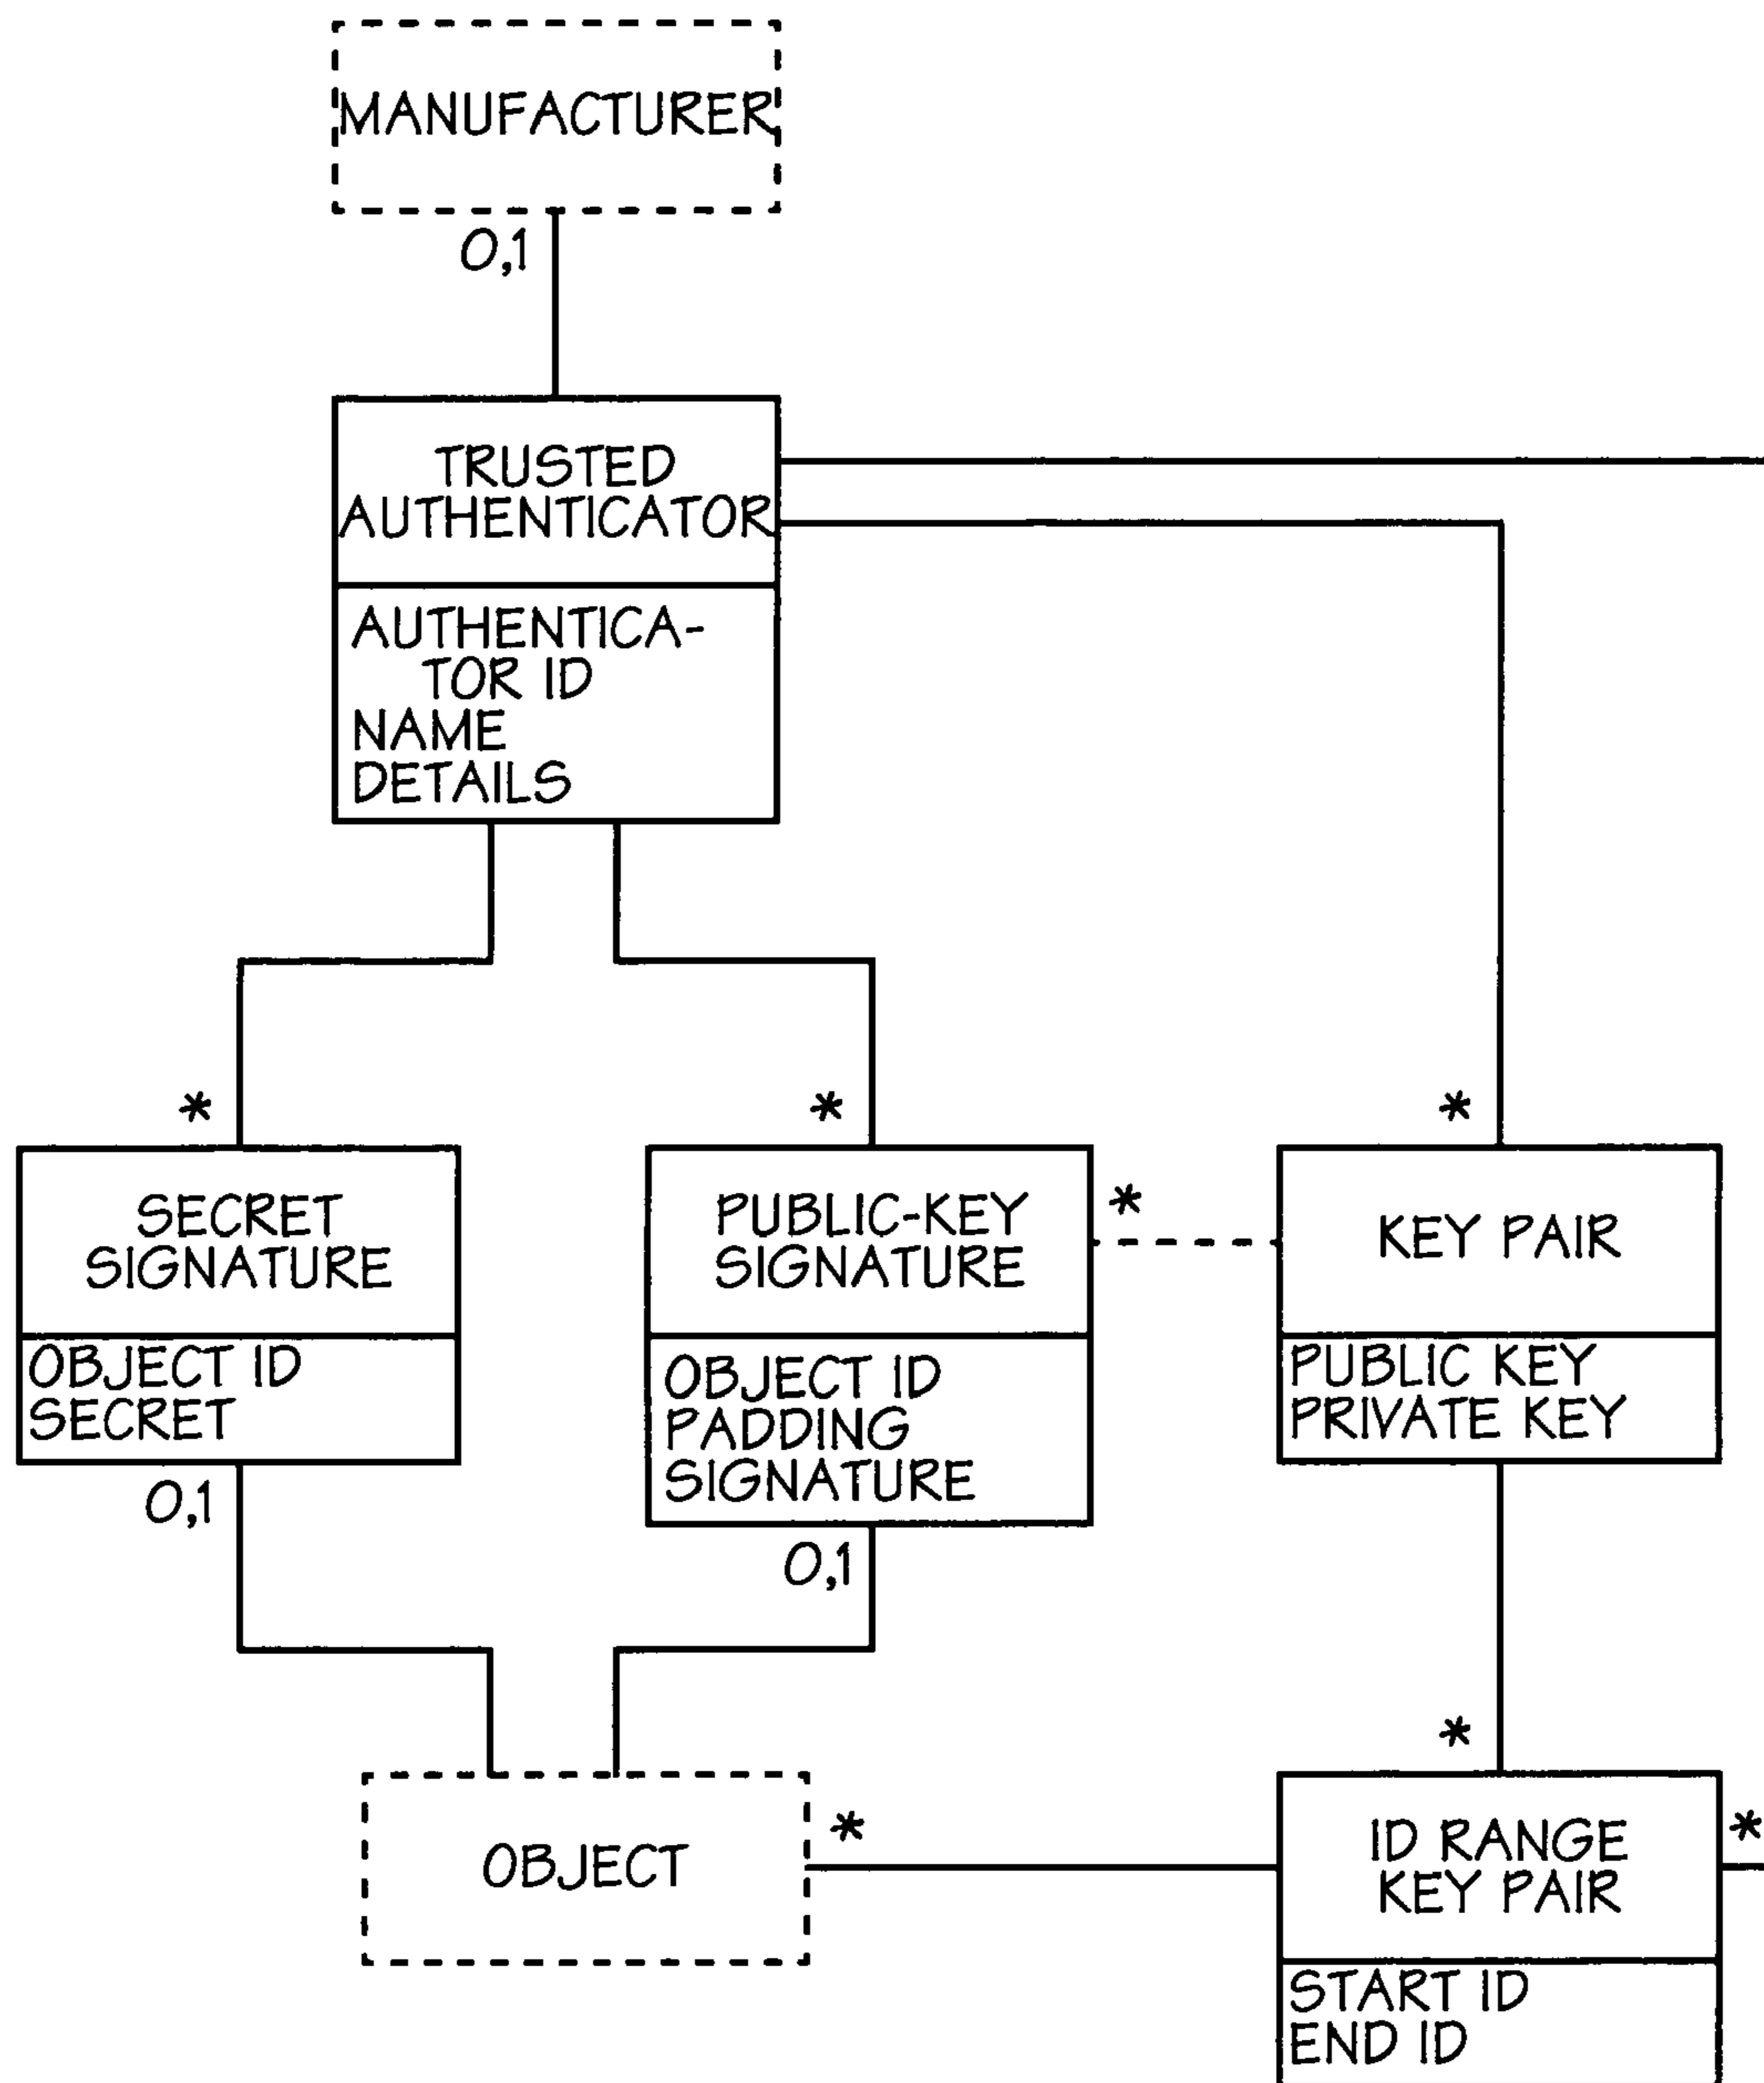 MANUFACTURER
0,1
TRUSTED
AUTHENTICATOR
AUTHENTICA-
TOR ID
NAME
DETAILS
*
*
*
SECRET
SIGNATURE
OBJECT ID
SECRET
0,1
PUBLIC-KEY
SIGNATURE
*
OBJECT ID
PADDING
SIGNATURE
0,1
KEY PAIR
PUBLIC KEY
PRIVATE KEY
*
OBJECT
*
ID RANGE
KEY PAIR
*
START ID
END ID